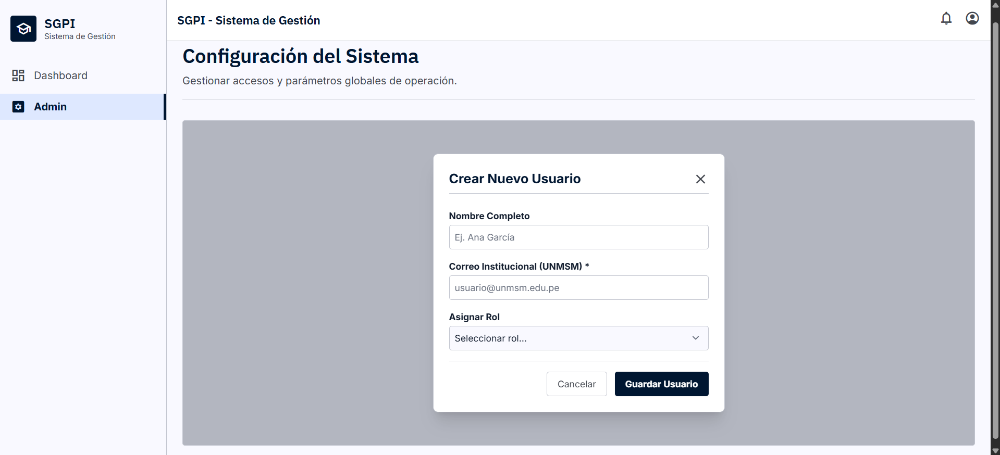 SGPI
Sistema de Gestión
Dashboard
Admin
SGPI - Sistema de Gestión
Configuración del Sistema
Gestionar accesos y parámetros globales de operación.
Crear Nuevo Usuario
Nombre Completo
Ej. Ana García
Correo Institucional (UNMSM) *
usuario@unmsm.edu.pe
Asignar Rol
Seleccionar rol...
Cancelar
Guardar Usuario